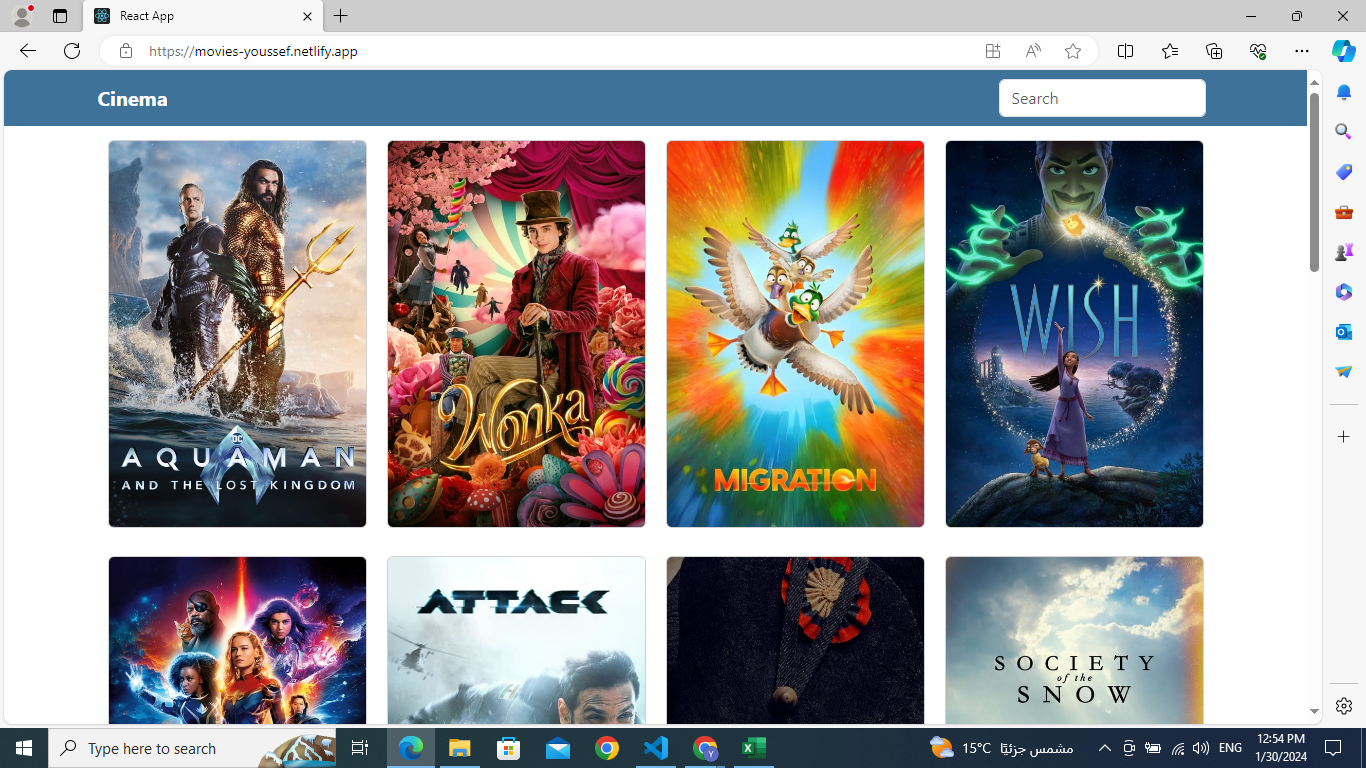 React App
https://movies-youssef.netlify.app
Cinema
Search
DC
AQUAMAN
AND THE LOST KINGDOM
Wonka
MIGRATION
WISH
ATTACK
SOCIETY
of the
SNOW
Type here to search
15°C مشمس جزئيًا
ENG
12:54 PM
1/30/2024